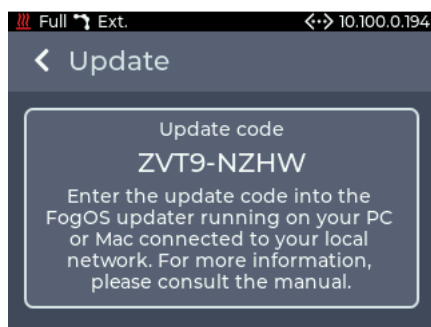 Full Ext. 10.100.0.194
Update
Update code
ZVT9-NZHW
Enter the update code into the
FogOS updater running on your PC
or Mac connected to your local
network. For more information,
please consult the manual.